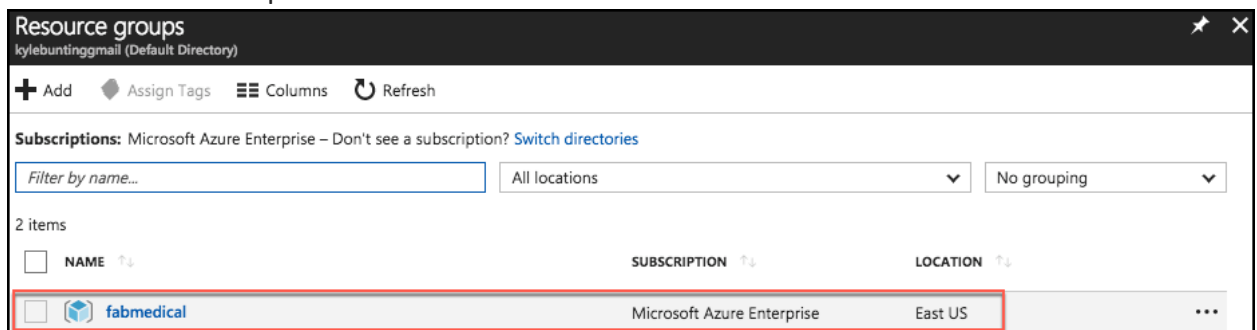 Resource groups
kylebuntinggmail (Default Directory)
Add Assign Tags Columns Refresh
Subscriptions: Microsoft Azure Enterprise – Don't see a subscription? Switch directories
Filter by name... All locations No grouping
2 items
NAME SUBSCRIPTION LOCATION
fabmedical Microsoft Azure Enterprise East US